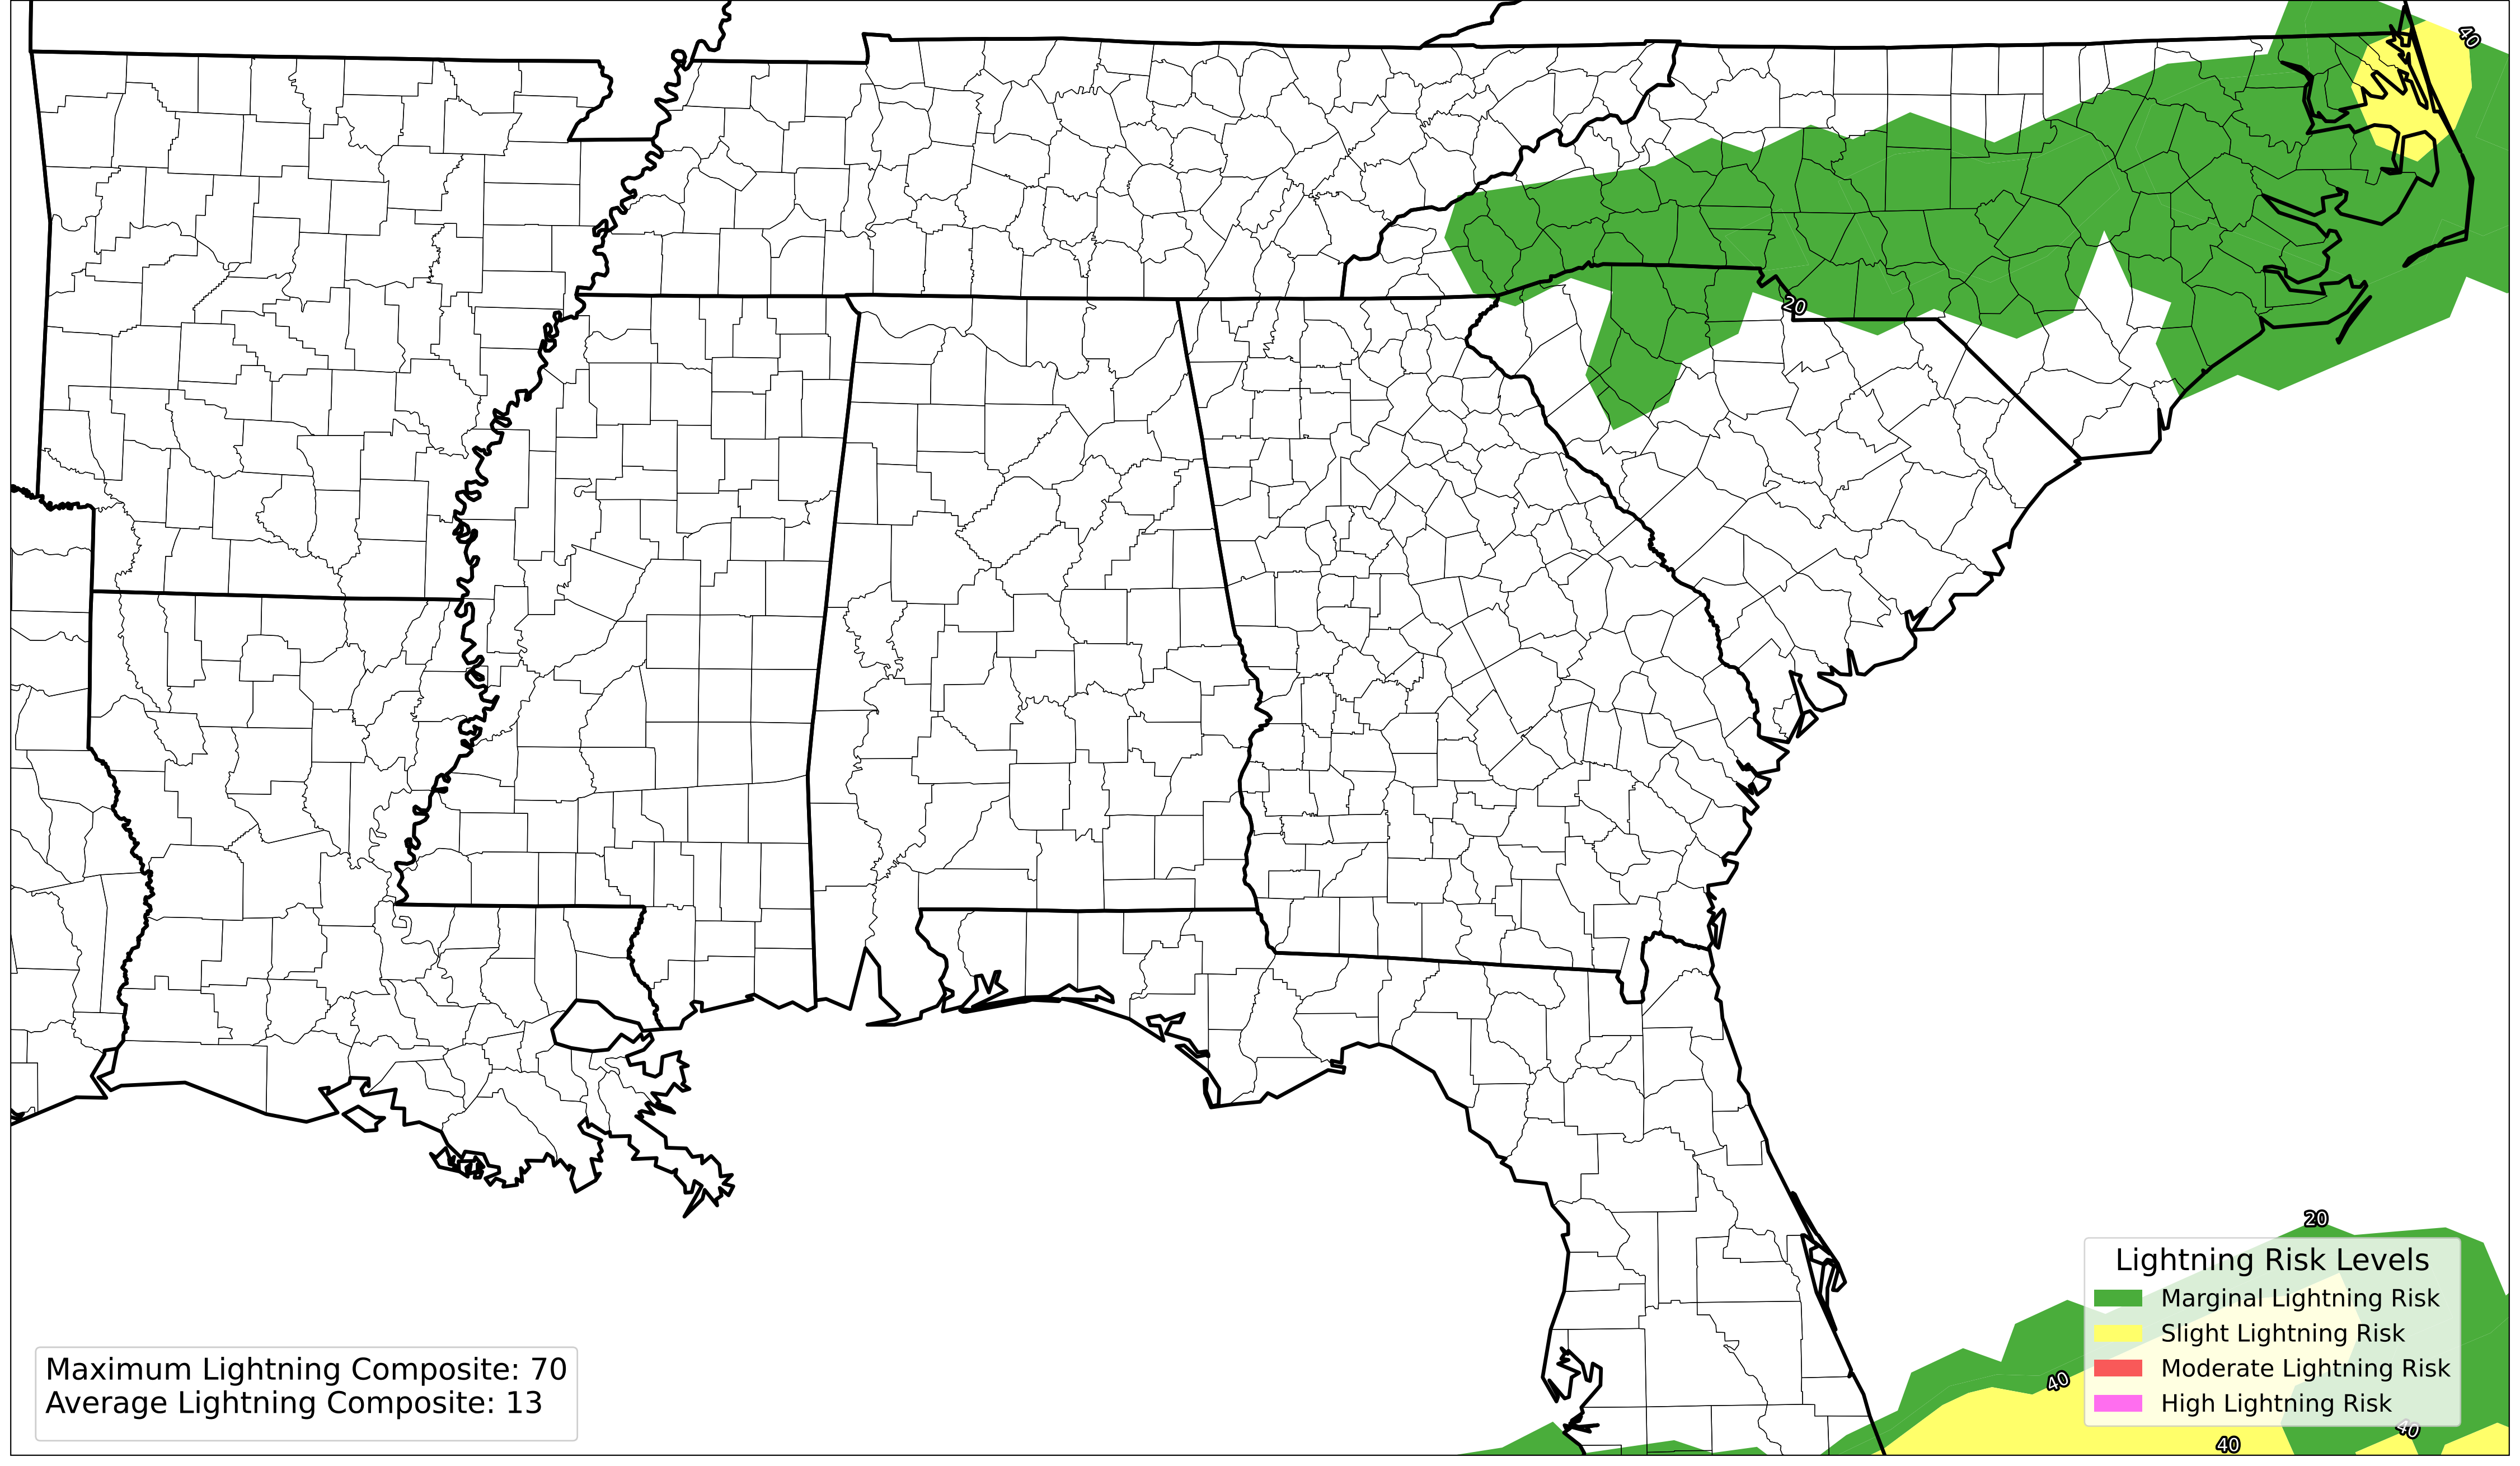 40
20
20
Lightning Risk Levels
Marginal Lightning Risk
Slight Lightning Risk
Moderate Lightning Risk
High Lightning Risk
40
40
40
Maximum Lightning Composite: 70
Average Lightning Composite: 13